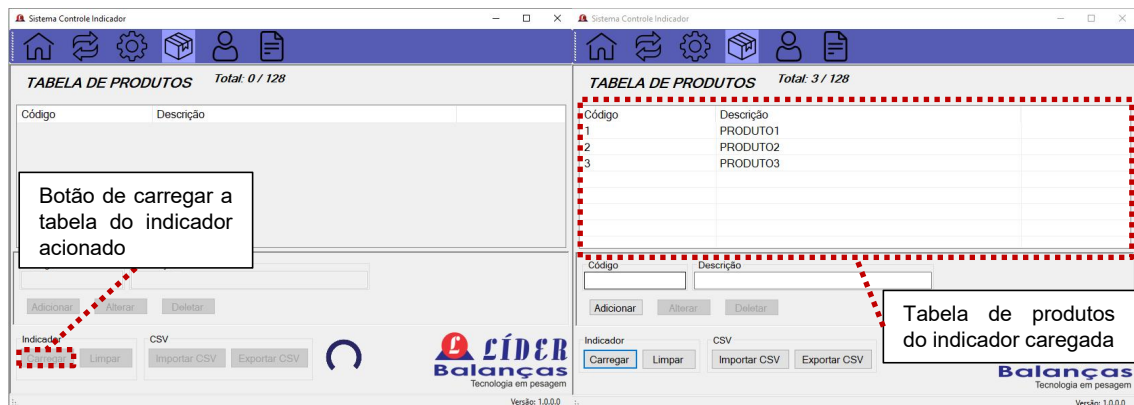 Sistema Controle Indicador
TABELA DE PRODUTOS Total: 0 / 128
Código Descrição
Botão de carregar a
tabela do indicador
acionado
Adicionar Alterar Deletar
Indicador CSV
Carregar Limpar Importar CSV Exportar CSV
LÍDER
Balanças
Tecnologia em pesagem
Versão: 1.0.0.0
Sistema Controle Indicador
TABELA DE PRODUTOS Total: 3 / 128
Código Descrição
1 PRODUTO1
2 PRODUTO2
3 PRODUTO3
Código Descrição
Adicionar Alterar Deletar
Tabela de produtos
do indicador caregada
Indicador CSV
Carregar Limpar Importar CSV Exportar CSV
Balanças
Tecnologia em pesagem
Versão: 1.0.0.0